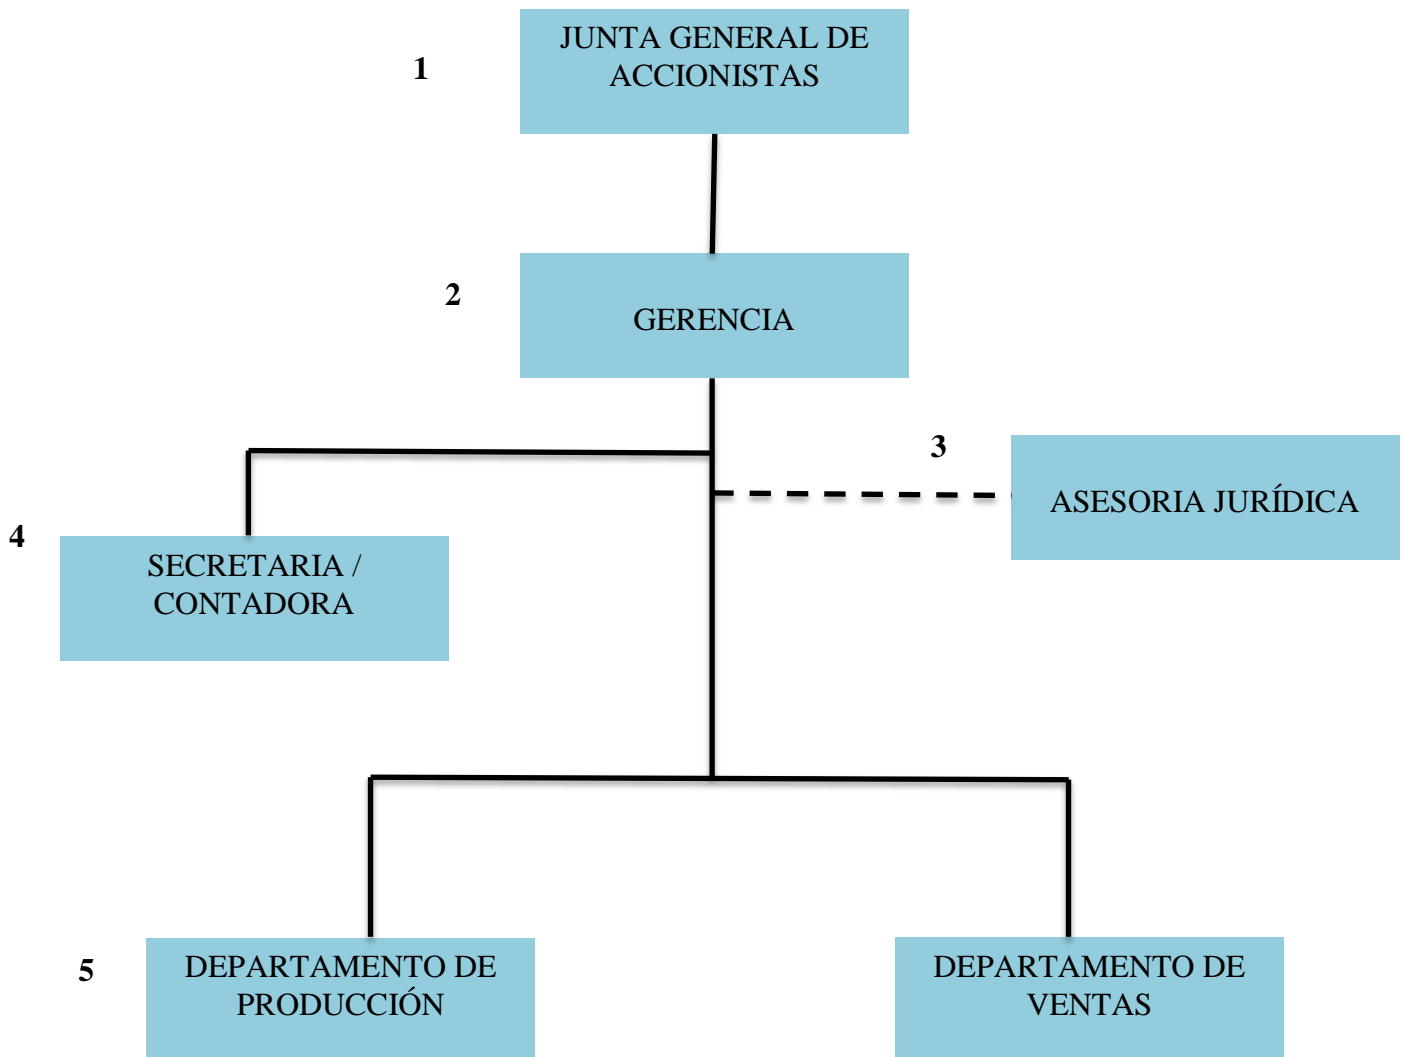 JUNTA GENERAL DE
ACCIONISTAS
1
2
GERENCIA
3
ASESORIA JURÍDICA
4
SECRETARIA /
CONTADORA
5
DEPARTAMENTO DE
PRODUCCIÓN
DEPARTAMENTO DE
VENTAS